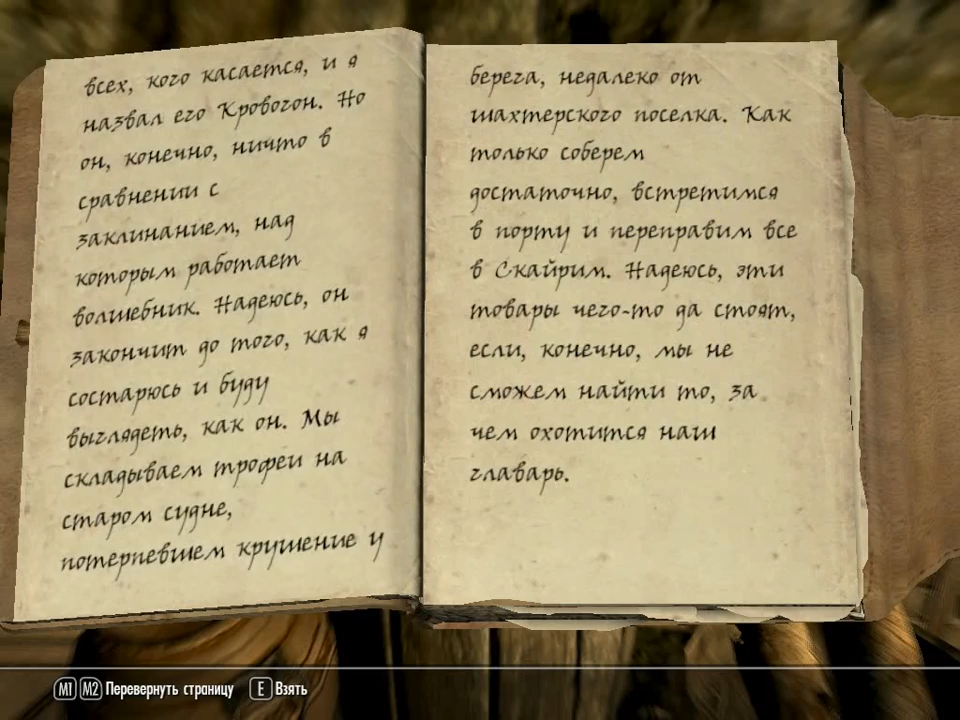 всех, кого касается, и я
назвал его Кровогон. Но
он, конечно, ничто в
сравнении с
заклинанием, над
которым работает
волшебник. Надеюсь, он
закончит до того, как я
состарюсь и буду
выглядеть, как он. Мы
складываем трофеи на
старом судне,
потерпевшем крушение у
берега, недалеко от
шахтерского поселка. Как
только соберем
достаточно, встретимся
в порту и переправим все
в Скайрим. Надеюсь, эти
товары чего-то да стоят,
если, конечно, мы не
сможем найти то, за
чем охотится наш
главарь.
M1 M2 Перевернуть страницу E Взять